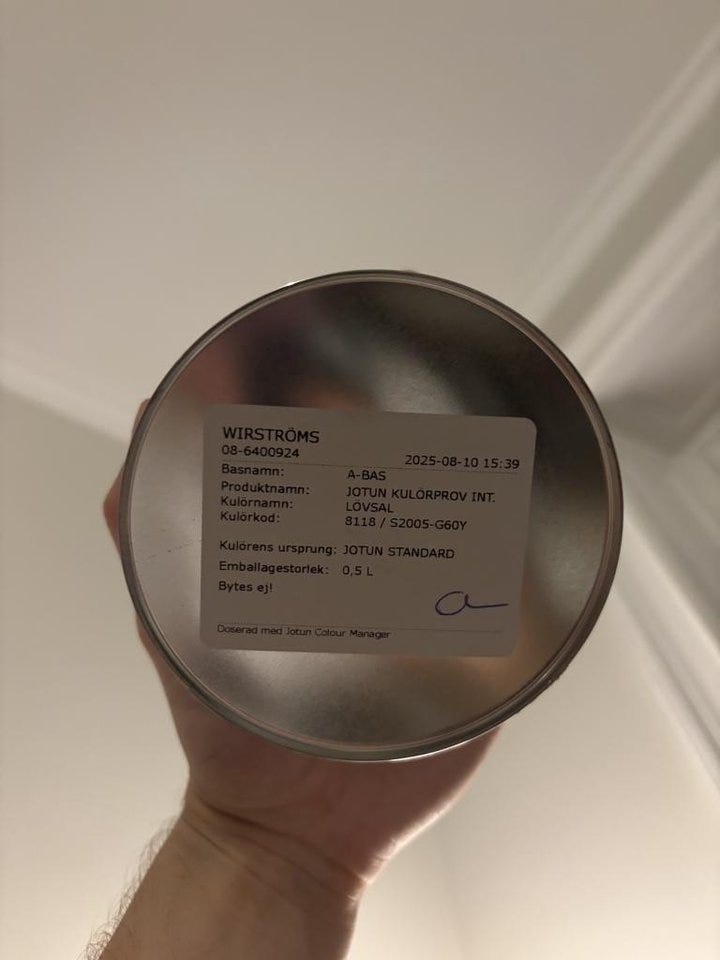 WIRSTRÖMS
08-6400924
2025-08-10 15:39
Basnamn: A-BAS
Produktnamn: JOTUN KULÖRPROV INT.
Kulörnamn: LÖVSAL
Kulörkod: 8118 / S2005-G60Y
Kulörens ursprung: JOTUN STANDARD
Emballagestorlek: 0,5 L
Bytes ej!
Doserad med Jotun Colour Manager